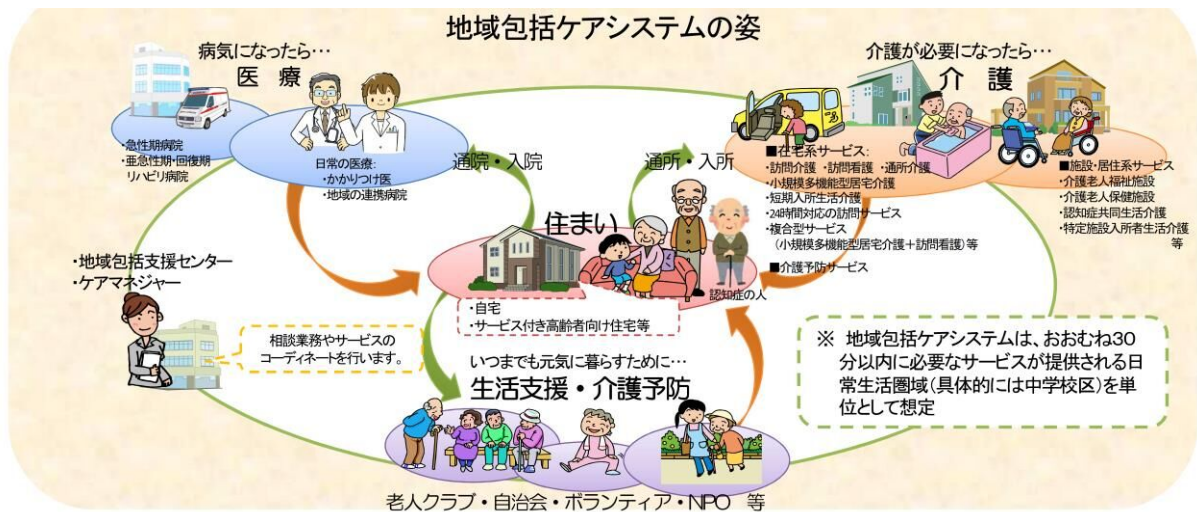 地域包括ケアシステムの姿
病気になったら…
医 療
・急性期病院
・亜急性期・回復期
リハビリ病院
日常の医療:
・かかりつけ医
・地域の連携病院
通院・入院
通所・入所
介護が必要になったら…
介 護
■在宅系サービス:
・訪問介護 ・訪問看護 ・通所介護
・小規模多機能型居宅介護
・短期入所生活介護
・24時間対応の訪問サービス
・複合型サービス
(小規模多機能型居宅介護+訪問看護)等
■介護予防サービス
■施設・居住系サービス
・介護老人福祉施設
・介護老人保健施設
・認知症共同生活介護
・特定施設入所者生活介護
等
住まい
認知症の人
・自宅
・サービス付き高齢者向け住宅等
・地域包括支援センター
・ケアマネジャー
相談業務やサービスの
コーディネートを行います。
いつまでも元気に暮らすために…
生活支援・介護予防
老人クラブ・自治会・ボランティア・NPO 等
※ 地域包括ケアシステムは、おおむね30
分以内に必要なサービスが提供される日
常生活圏域(具体的には中学校区)を単
位として想定